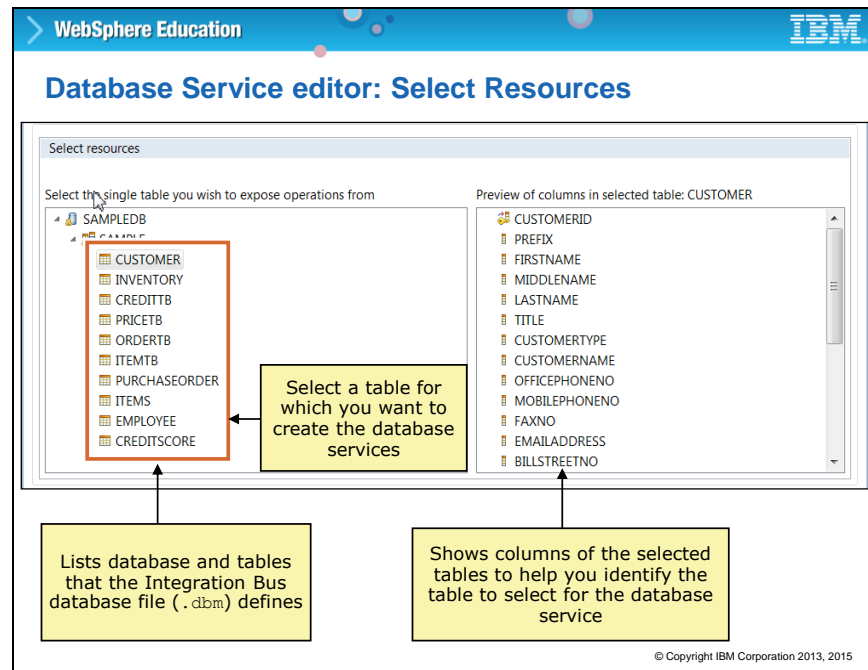 WebSphere Education
IBM
Database Service editor: Select Resources
Select resources
Select the single table you wish to expose operations from
SAMPLEDB
SAMPLE
CUSTOMER
INVENTORY
CREDITTB
PRICETB
ORDERTB
ITEMTB
PURCHASEORDER
ITEMS
EMPLOYEE
CREDITSCORE
Preview of columns in selected table: CUSTOMER
CUSTOMERID
PREFIX
FIRSTNAME
MIDDLENAME
LASTNAME
TITLE
CUSTOMERTYPE
CUSTOMERNAME
OFFICEPHONENO
MOBILEPHONENO
FAXNO
EMAILADDRESS
BILLSTREETNO
Select a table for
which you want to
create the database
services
Lists database and tables
that the Integration Bus
database file (.dbm) defines
Shows columns of the selected
tables to help you identify the
table to select for the database
service
© Copyright IBM Corporation 2013, 2015